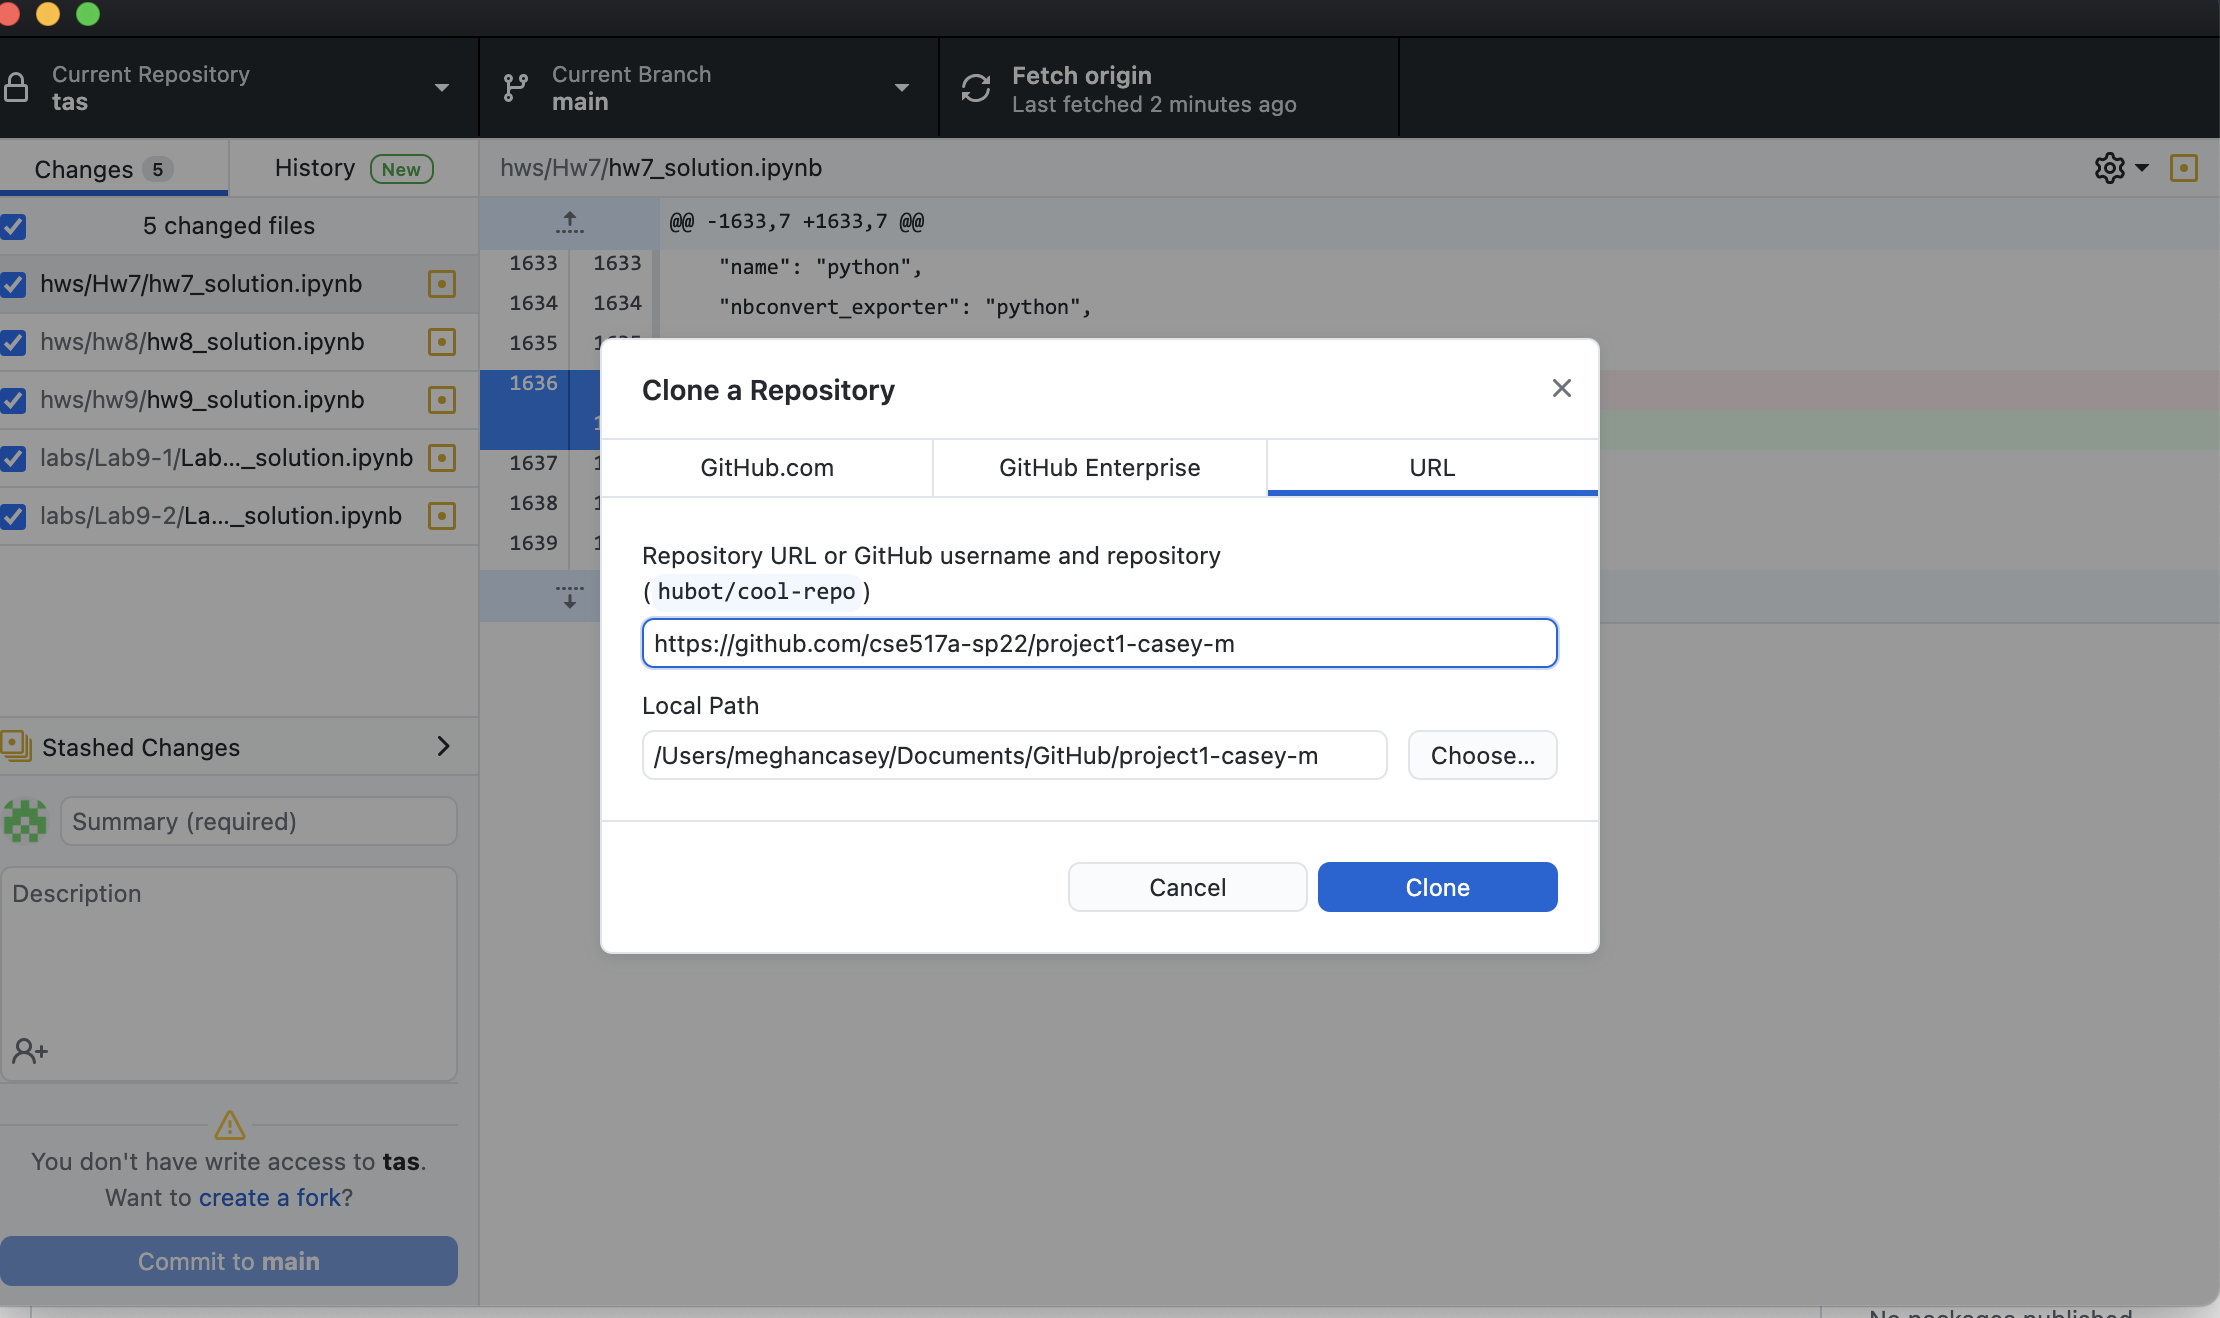 Current Repository
tas
Current Branch
main
Fetch origin
Last fetched 2 minutes ago
Changes 5
History New
hws/Hw7/hw7_solution.ipynb
5 changed files
hws/Hw7/hw7_solution.ipynb
hws/hw8/hw8_solution.ipynb
hws/hw9/hw9_solution.ipynb
labs/Lab9-1/Lab..._solution.ipynb
labs/Lab9-2/La..._solution.ipynb
@@ -1633,7 +1633,7 @@
1633 1633 "name": "python",
1634 1634 "nbconvert_exporter": "python",
1635
1636
1637
1638
1639
Clone a Repository
GitHub.com
GitHub Enterprise
URL
Repository URL or GitHub username and repository
(hubot/cool-repo)
https://github.com/cse517a-sp22/project1-casey-m
Local Path
/Users/meghancasey/Documents/GitHub/project1-casey-m
Choose...
Cancel
Clone
Stashed Changes
Summary (required)
Description
You don't have write access to tas.
Want to create a fork?
Commit to main
No packages published